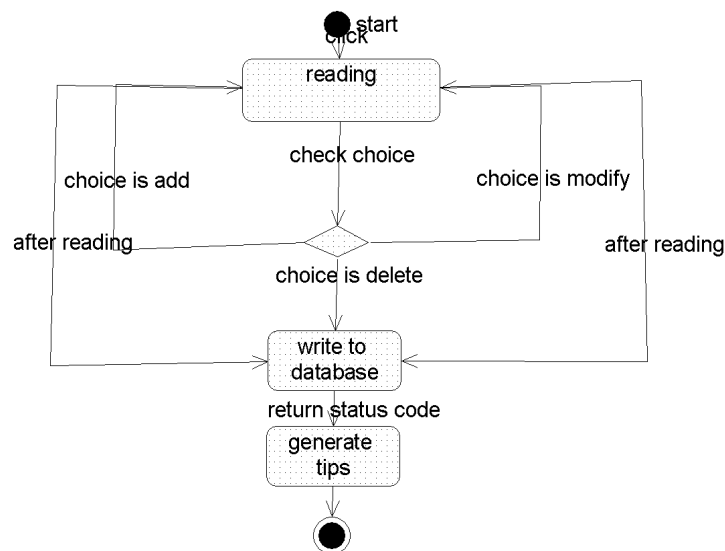 start
click
reading
check choice
choice is add
choice is modify
after reading
after reading
choice is delete
write to
database
return status code
generate
tips